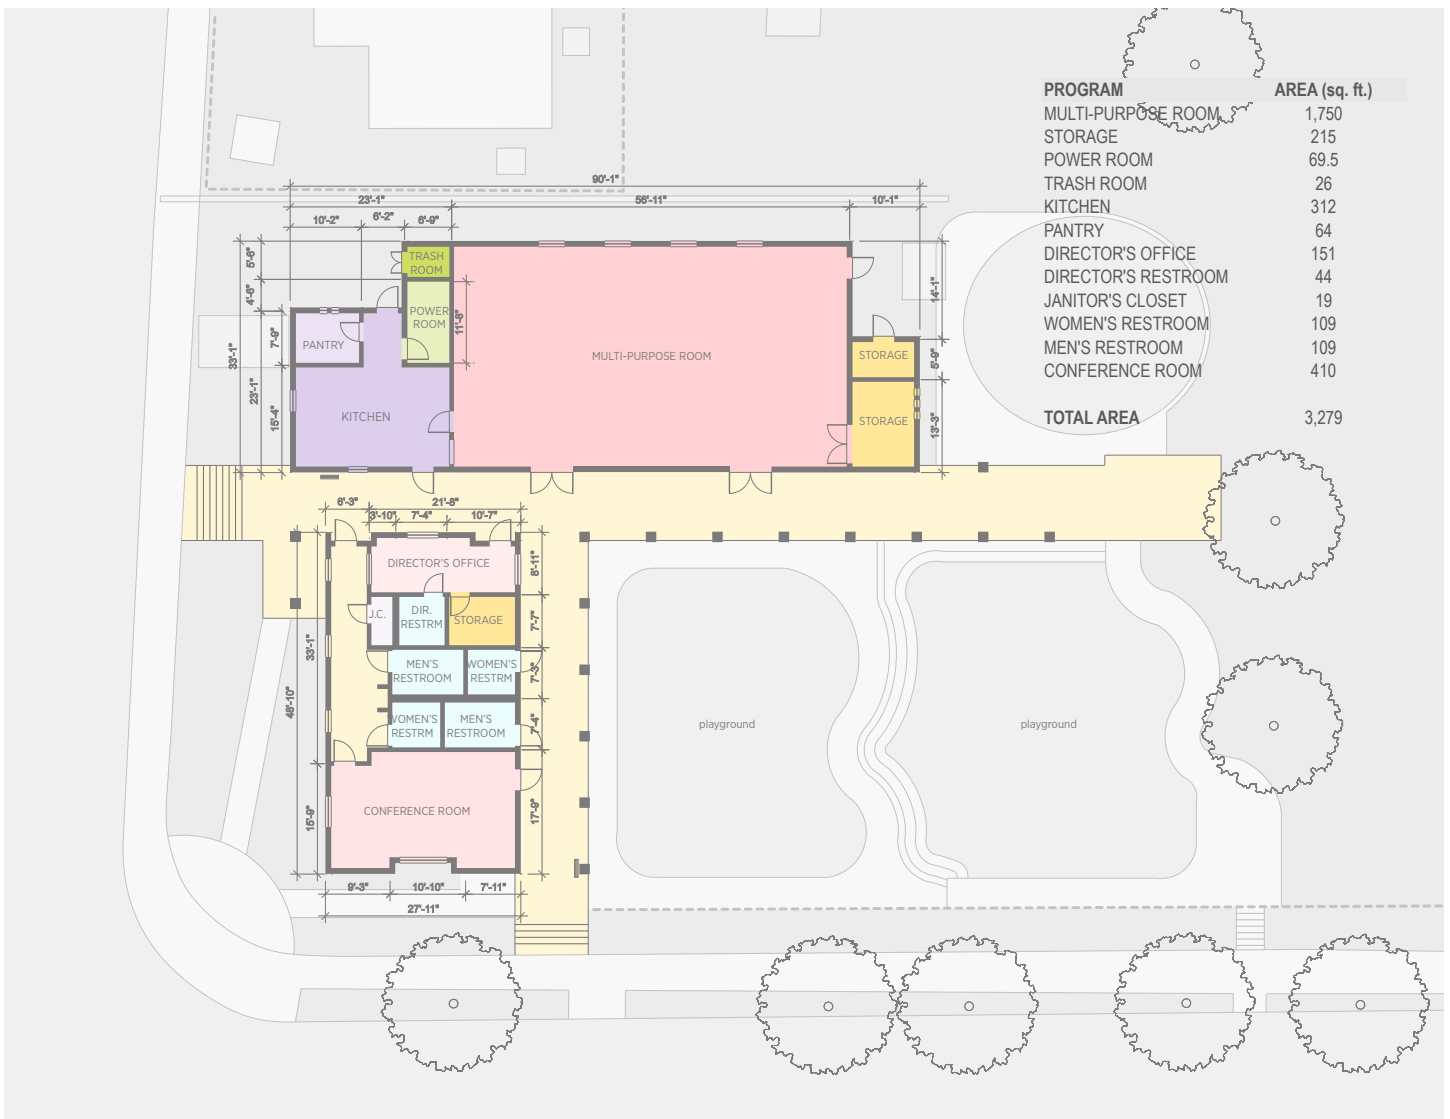 PROGRAM AREA (sq. ft.)
MULTI-PURPOSE ROOM 1,750
STORAGE 215
POWER ROOM 69.5
TRASH ROOM 26
KITCHEN 312
PANTRY 64
DIRECTOR'S OFFICE 151
DIRECTOR'S RESTROOM 44
JANITOR'S CLOSET 19
WOMEN'S RESTROOM 109
MEN'S RESTROOM 109
CONFERENCE ROOM 410
TOTAL AREA 3,279
90'-1"
23'-1" 56'-11" 10'-1"
10'-2" 6'-2" 6'-9"
5'-6"
4'-6"
7'-9"
33'-1"
23'-1"
15'-4"
TRASH
ROOM
POWER
ROOM
11'-8"
PANTRY
KITCHEN
MULTI-PURPOSE ROOM
STORAGE
STORAGE
14'-1"
5'-9"
13'-3"
6'-3" 21'-8"
3'-10" 7'-4" 10'-7"
DIRECTOR'S OFFICE
J.C.
DIR.
RESTRM
STORAGE
MEN'S
RESTROOM
WOMEN'S
RESTRM
WOMEN'S
RESTRM
MEN'S
RESTROOM
CONFERENCE ROOM
8'-11"
7'-7"
7'-3"
7'-4"
17'-9"
33'-1"
48'-10"
15'-9"
9'-3" 10'-10" 7'-11"
27'-11"
playground
playground